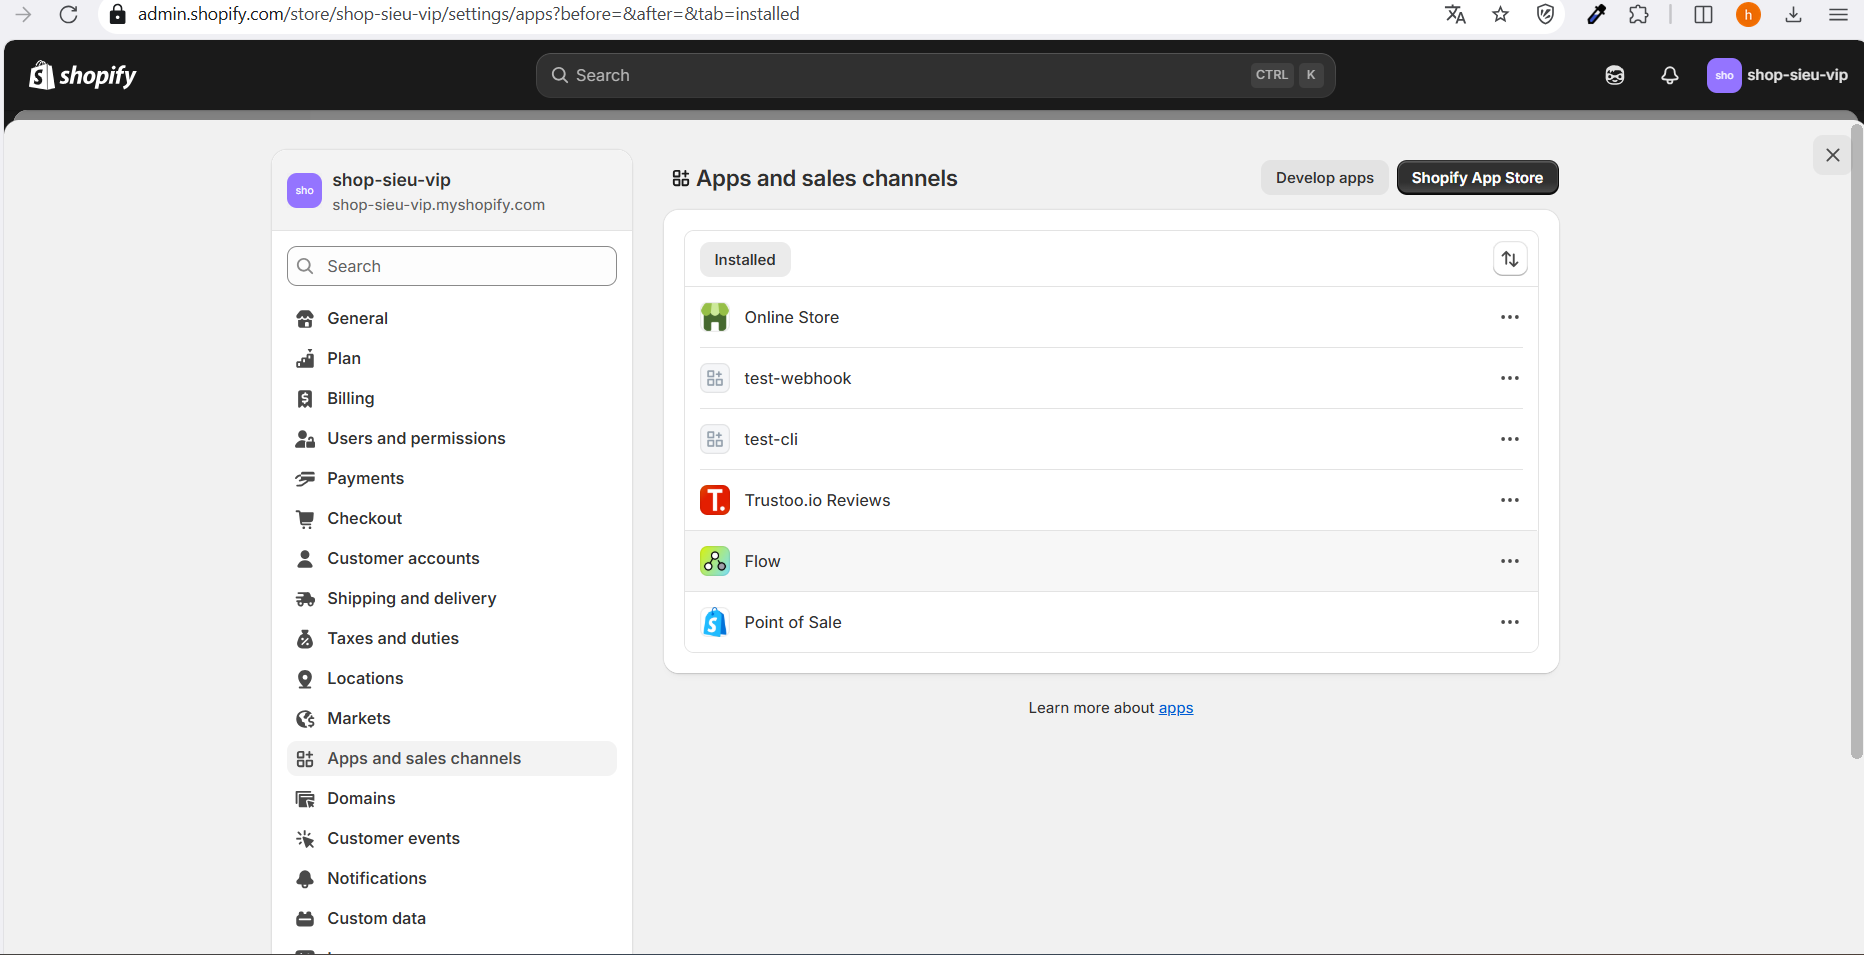 admin.shopify.com/store/shop-sieu-vip/settings/apps?before=&after=&tab=installed
h
shopify
Search
CTRL K
sho
shop-sieu-vip
sho
shop-sieu-vip
shop-sieu-vip.myshopify.com
Search
General
Plan
Billing
Users and permissions
Payments
Checkout
Customer accounts
Shipping and delivery
Taxes and duties
Locations
Markets
Apps and sales channels
Domains
Customer events
Notifications
Custom data
Apps and sales channels
Develop apps
Shopify App Store
Installed
Online Store
test-webhook
test-cli
T.
Trustoo.io Reviews
Flow
Point of Sale
Learn more about apps